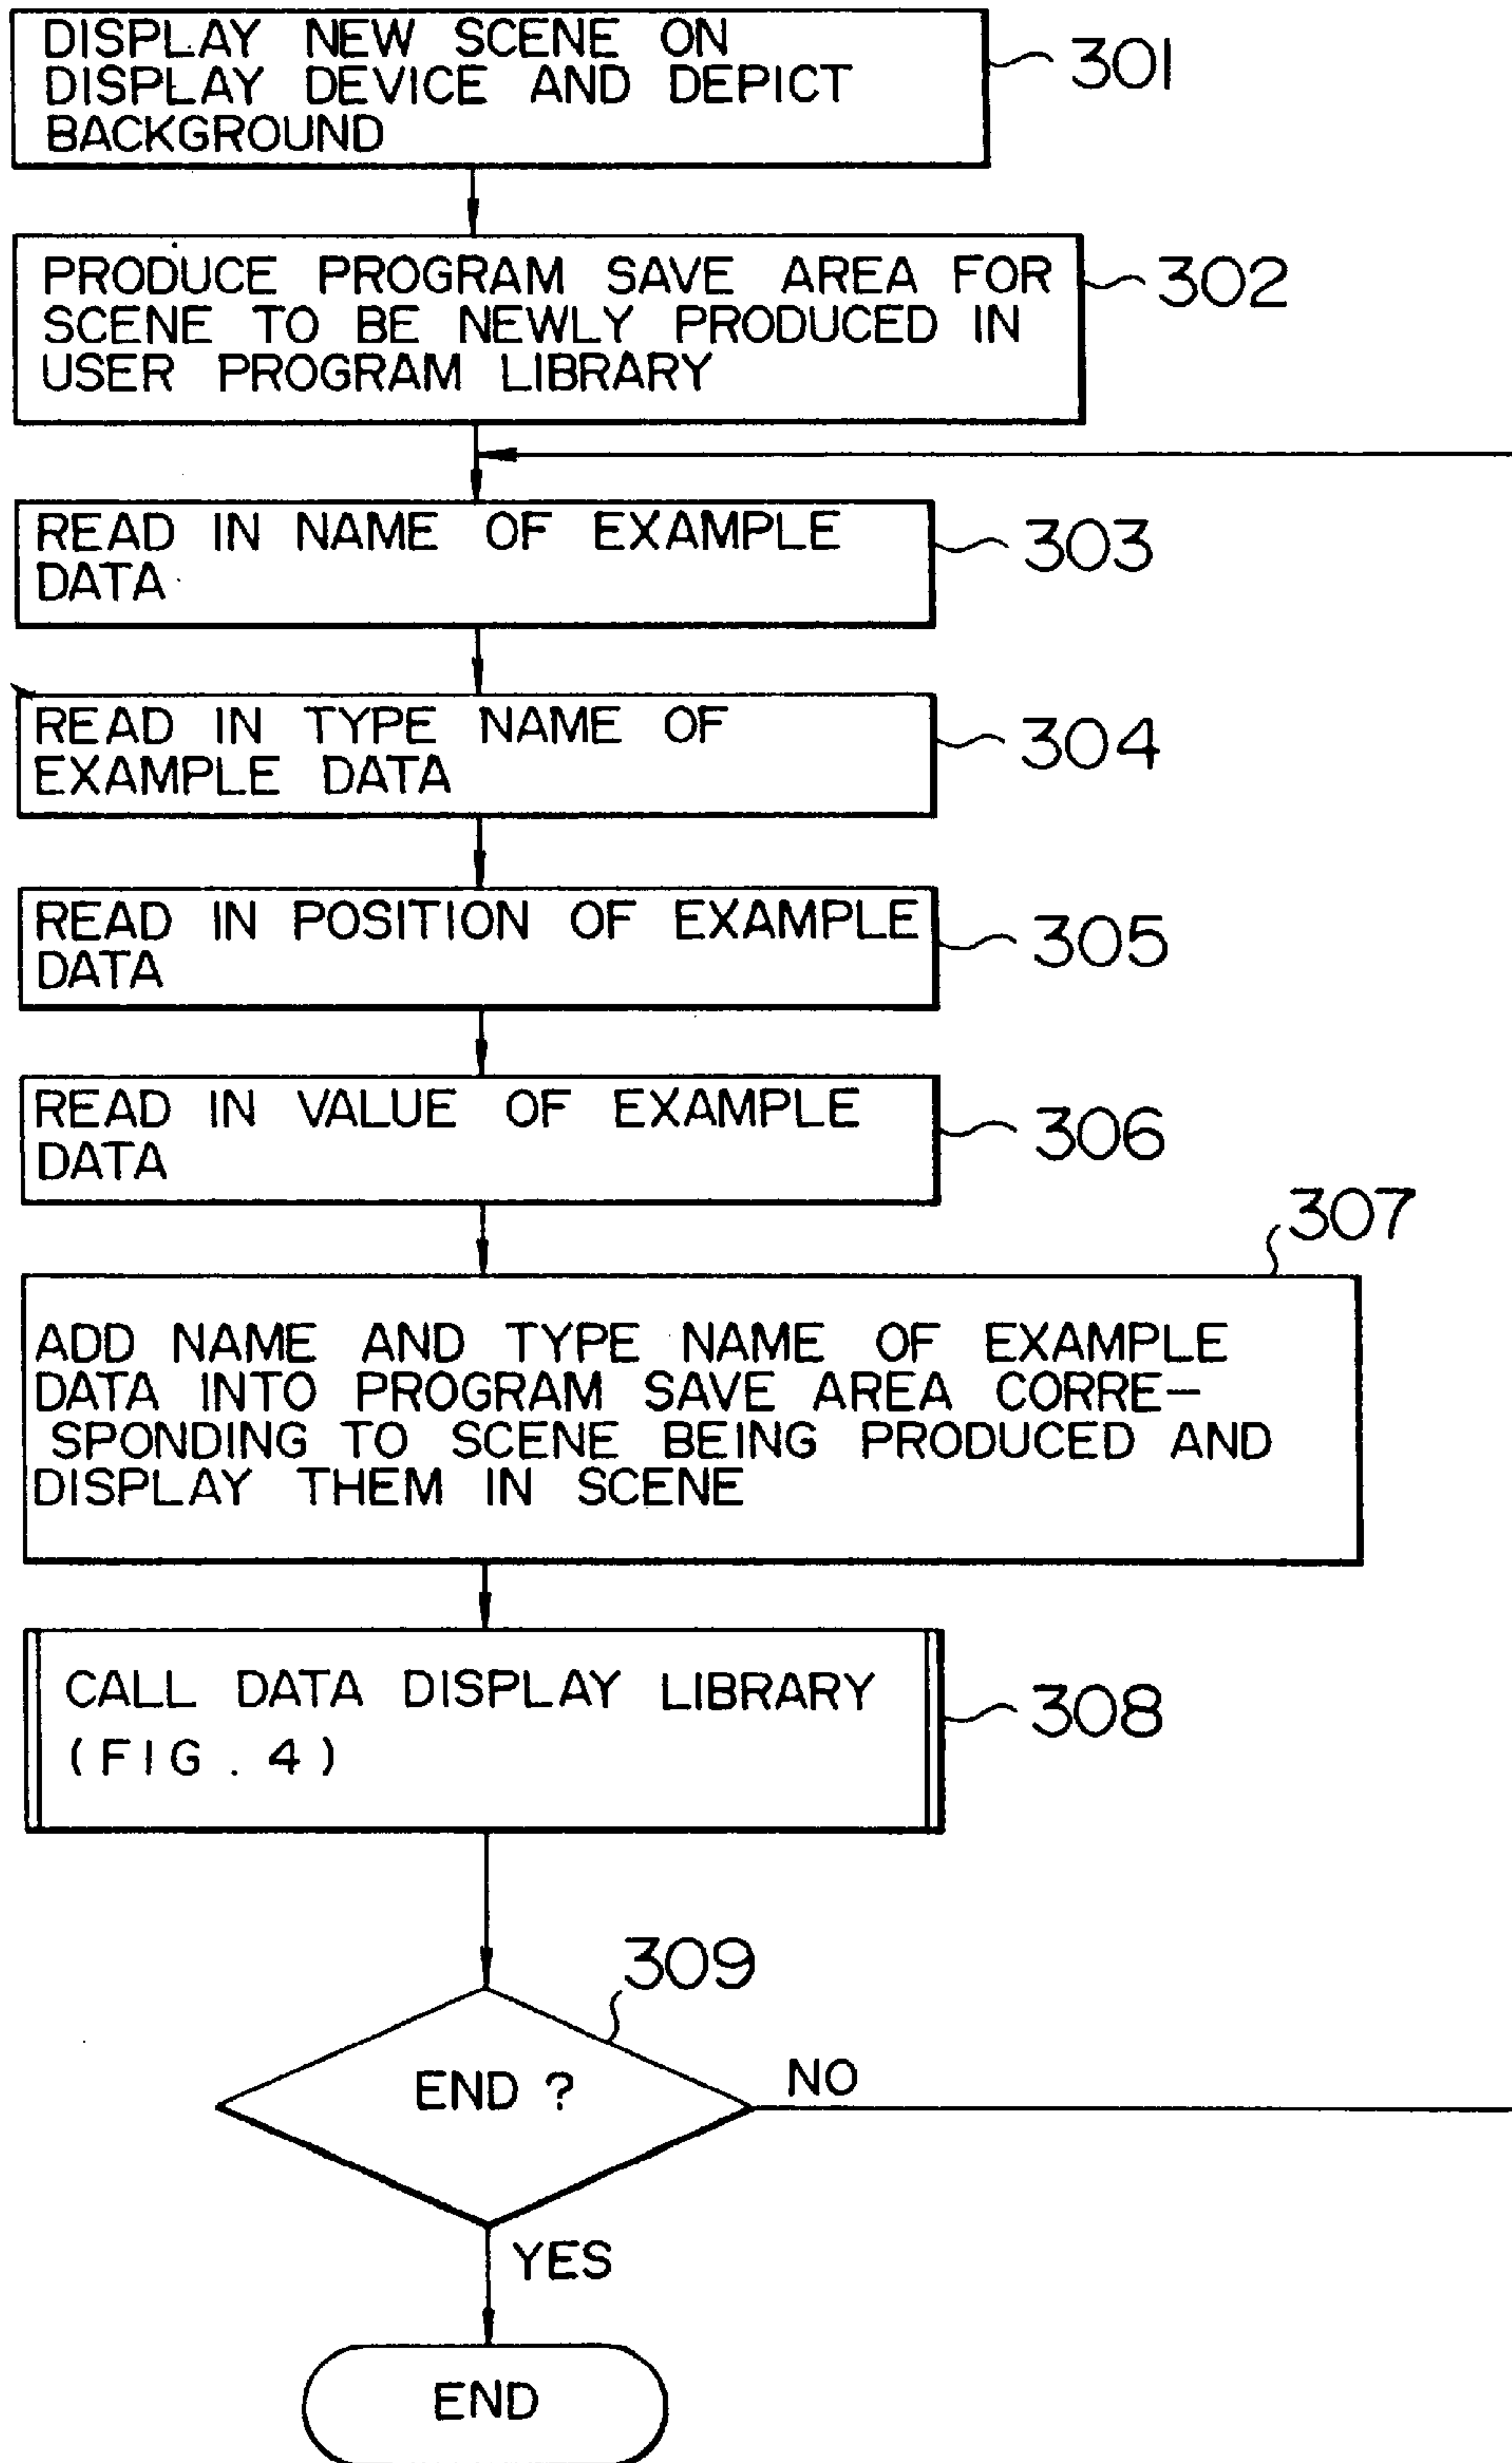 DISPLAY NEW SCENE ON
DISPLAY DEVICE AND DEPICT
BACKGROUND
301
PRODUCE PROGRAM SAVE AREA FOR
SCENE TO BE NEWLY PRODUCED IN
USER PROGRAM LIBRARY
302
READ IN NAME OF EXAMPLE
DATA
303
READ IN TYPE NAME OF
EXAMPLE DATA
304
READ IN POSITION OF EXAMPLE
DATA
305
READ IN VALUE OF EXAMPLE
DATA
306
307
ADD NAME AND TYPE NAME OF EXAMPLE
DATA INTO PROGRAM SAVE AREA CORRE-
SPONDING TO SCENE BEING PRODUCED AND
DISPLAY THEM IN SCENE
CALL DATA DISPLAY LIBRARY
(FIG. 4)
308
309
END ?
NO
YES
END